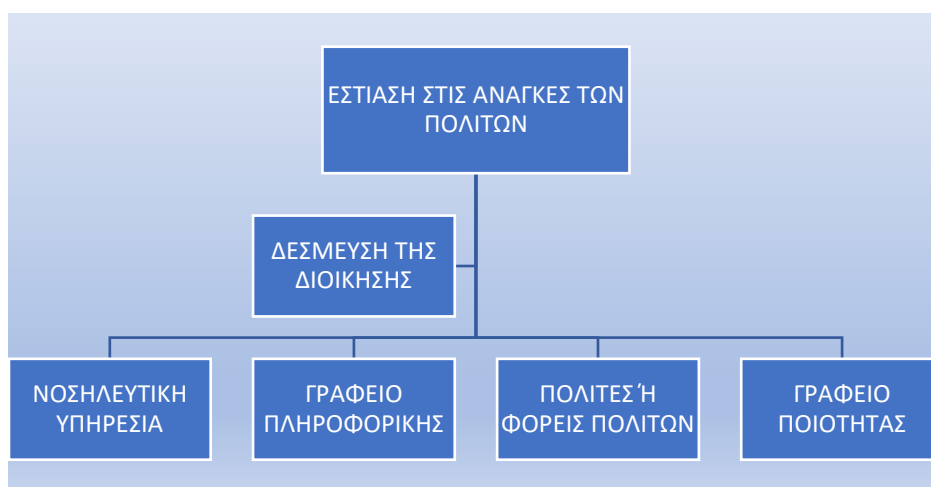 ΕΣΤΙΑΣΗ ΣΤΙΣ ΑΝΑΓΚΕΣ ΤΩΝ
ΠΟΛΙΤΩΝ
ΔΕΣΜΕΥΣΗ ΤΗΣ
ΔΙΟΙΚΗΣΗΣ
ΝΟΣΗΛΕΥΤΙΚΗ
ΥΠΗΡΕΣΙΑ
ΓΡΑΦΕΙΟ
ΠΛΗΡΟΦΟΡΙΚΗΣ
ΠΟΛΙΤΕΣ Ή
ΦΟΡΕΙΣ ΠΟΛΙΤΩΝ
ΓΡΑΦΕΙΟ
ΠΟΙΟΤΗΤΑΣ